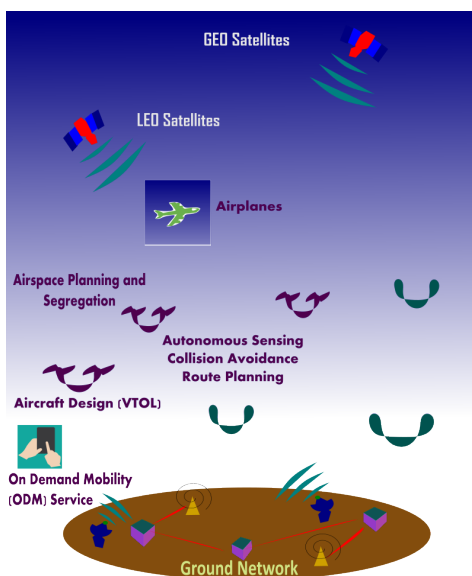 GEO Satellites
LEO Satellites
Airplanes
Airspace Planning and
Segregation
Autonomous Sensing
Collision Avoidance
Route Planning
Aircraft Design (VTOL)
On Demand Mobility
(ODM) Service
Ground Network